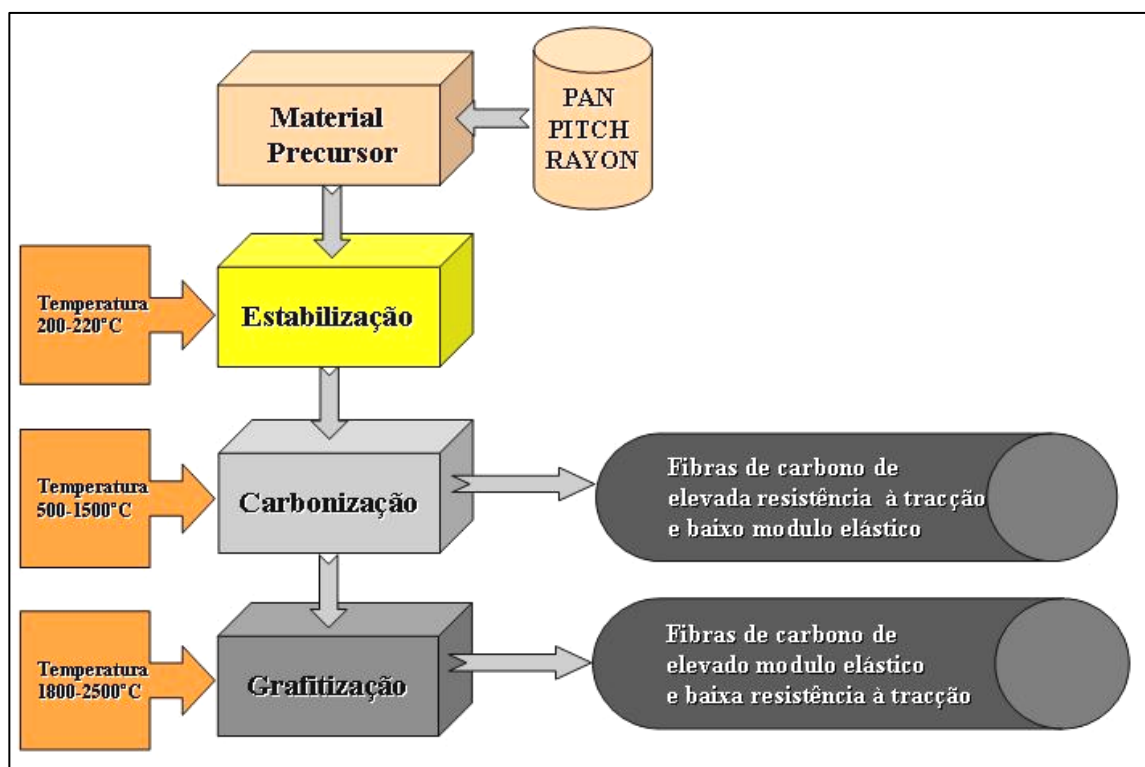 Material
Precursor
PAN
PITCH
RAYON
Temperatura
200-220°C
Estabilização
Temperatura
500-1500°C
Carbonização
Fibras de carbono de
elevada resistência à tracção
e baixo modulo elástico
Temperatura
1800-2500°C
Grafitização
Fibras de carbono de
elevado modulo elástico
e baixa resistência à tracção